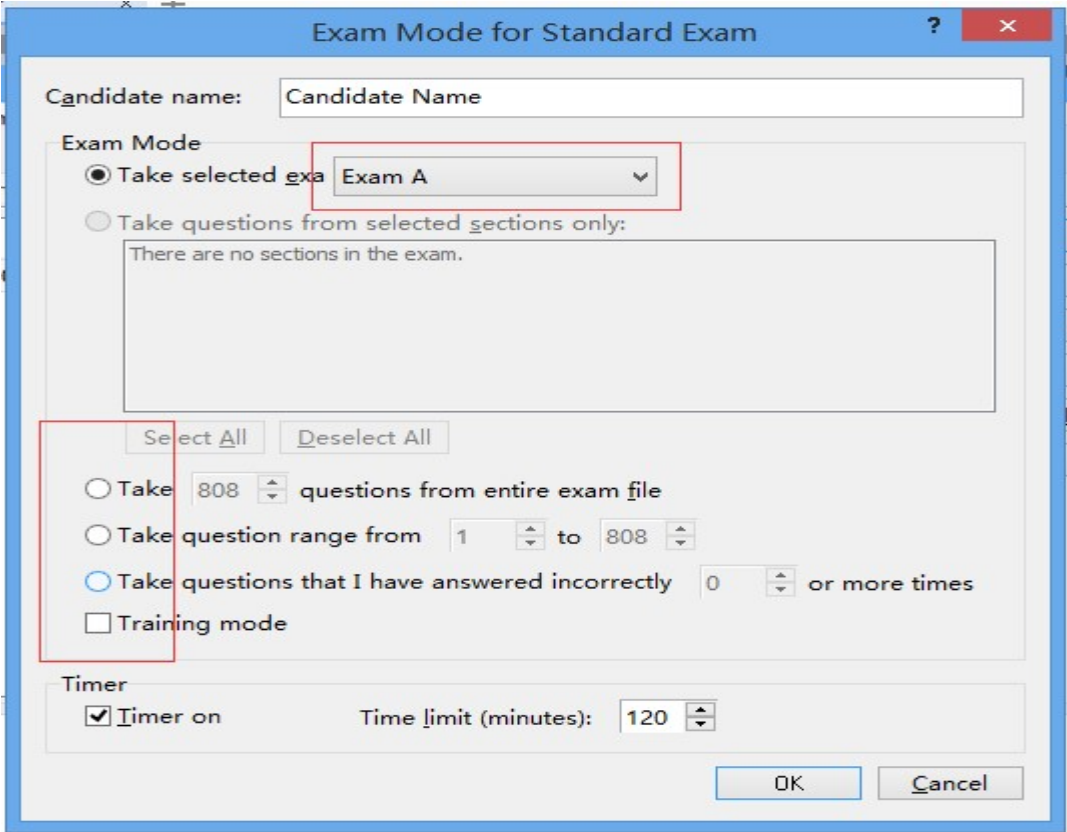 Exam Mode for Standard Exam ?
Candidate name: Candidate Name
Exam Mode
Take selected exa Exam A
Take questions from selected sections only:
There are no sections in the exam.
Select All Deselect All
Take 808 questions from entire exam file
Take question range from 1 to 808
Take questions that I have answered incorrectly 0 or more times
Training mode
Timer
Timer on Time limit (minutes): 120
OK Cancel